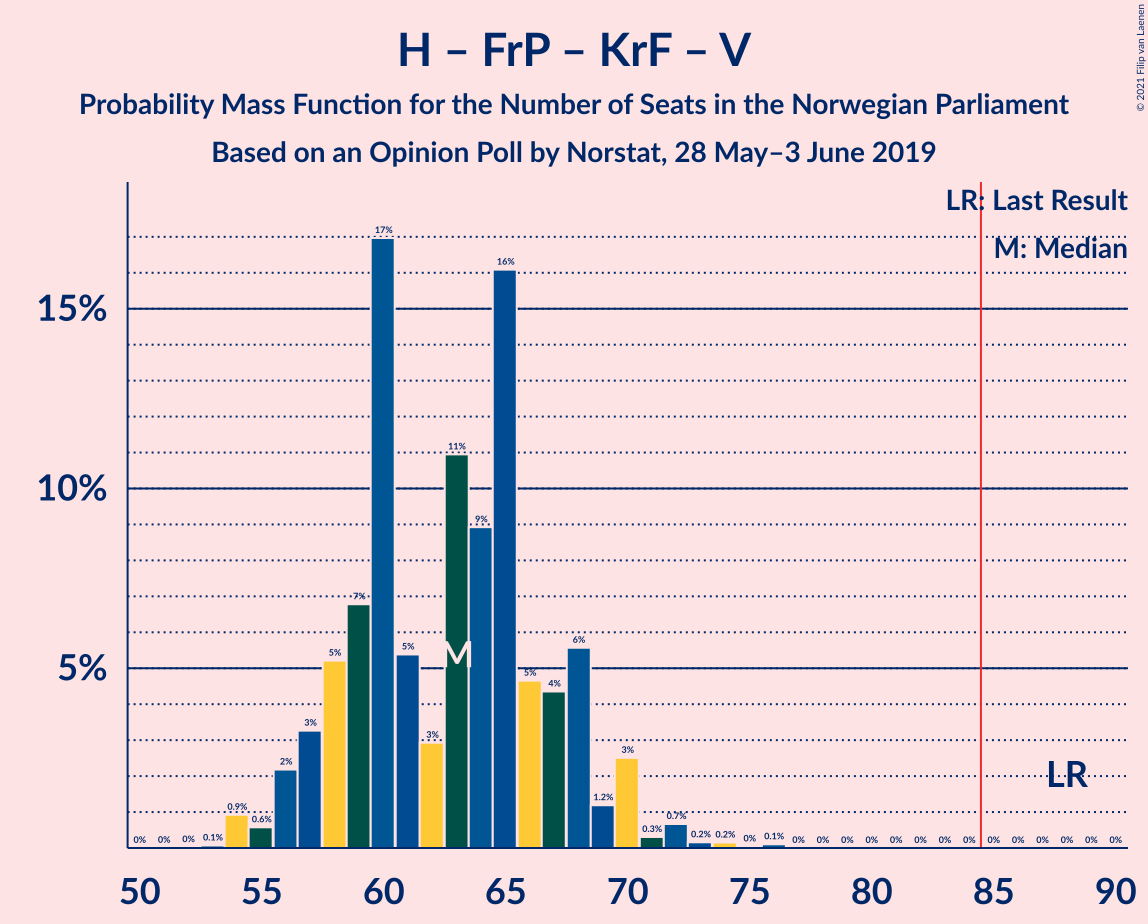 H – FrP – KrF – V
Probability Mass Function for the Number of Seats in the Norwegian Parliament
Based on an Opinion Poll by Norstat, 28 May–3 June 2019
© 2021 Filip van Laenen
LR: Last Result
M: Median
15%
10%
5%
0% 0% 0% 0.1% 0.9% 0.6% 2% 3% 5% 7% 17% 5% 3% 11% 9% 16% 5% 4% 6% 1.2% 3% 0.3% 0.7% 0.2% 0.2% 0% 0.1% 0% 0% 0% 0% 0% 0% 0% 0% 0% 0% 0% 0% 0% 0%
M
LR
50 55 60 65 70 75 80 85 90